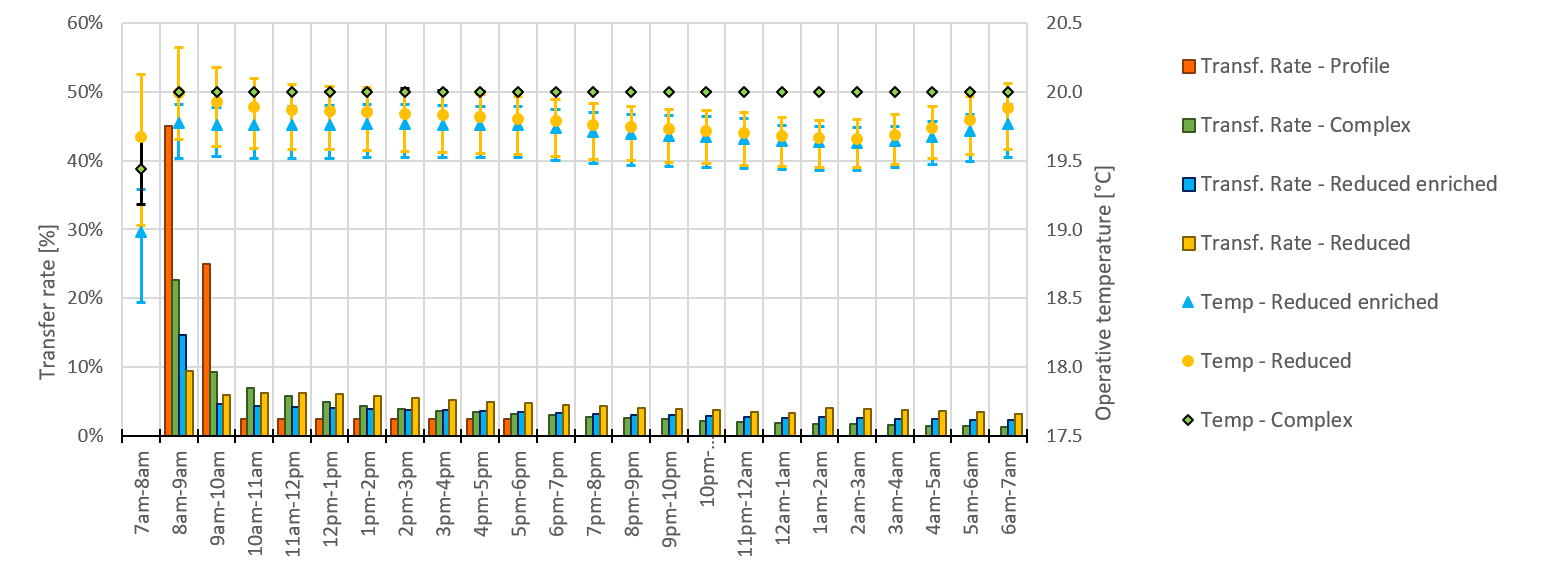 60%
50%
40%
30%
20%
10%
0%
Transfer rate [%]
20.5
20.0
19.5
19.0
18.5
18.0
17.5
Operative temperature [°C]
7am-8am
8am-9am
9am-10am
10am-11am
11am-12pm
12pm-1pm
1pm-2pm
2pm-3pm
3pm-4pm
4pm-5pm
5pm-6pm
6pm-7pm
7pm-8pm
8pm-9pm
9pm-10pm
10pm-...
11pm-12am
12am-1am
1am-2am
2am-3am
3am-4am
4am-5am
5am-6am
6am-7am
Transf. Rate - Profile
Transf. Rate - Complex
Transf. Rate - Reduced enriched
Transf. Rate - Reduced
Temp - Reduced enriched
Temp - Reduced
Temp - Complex